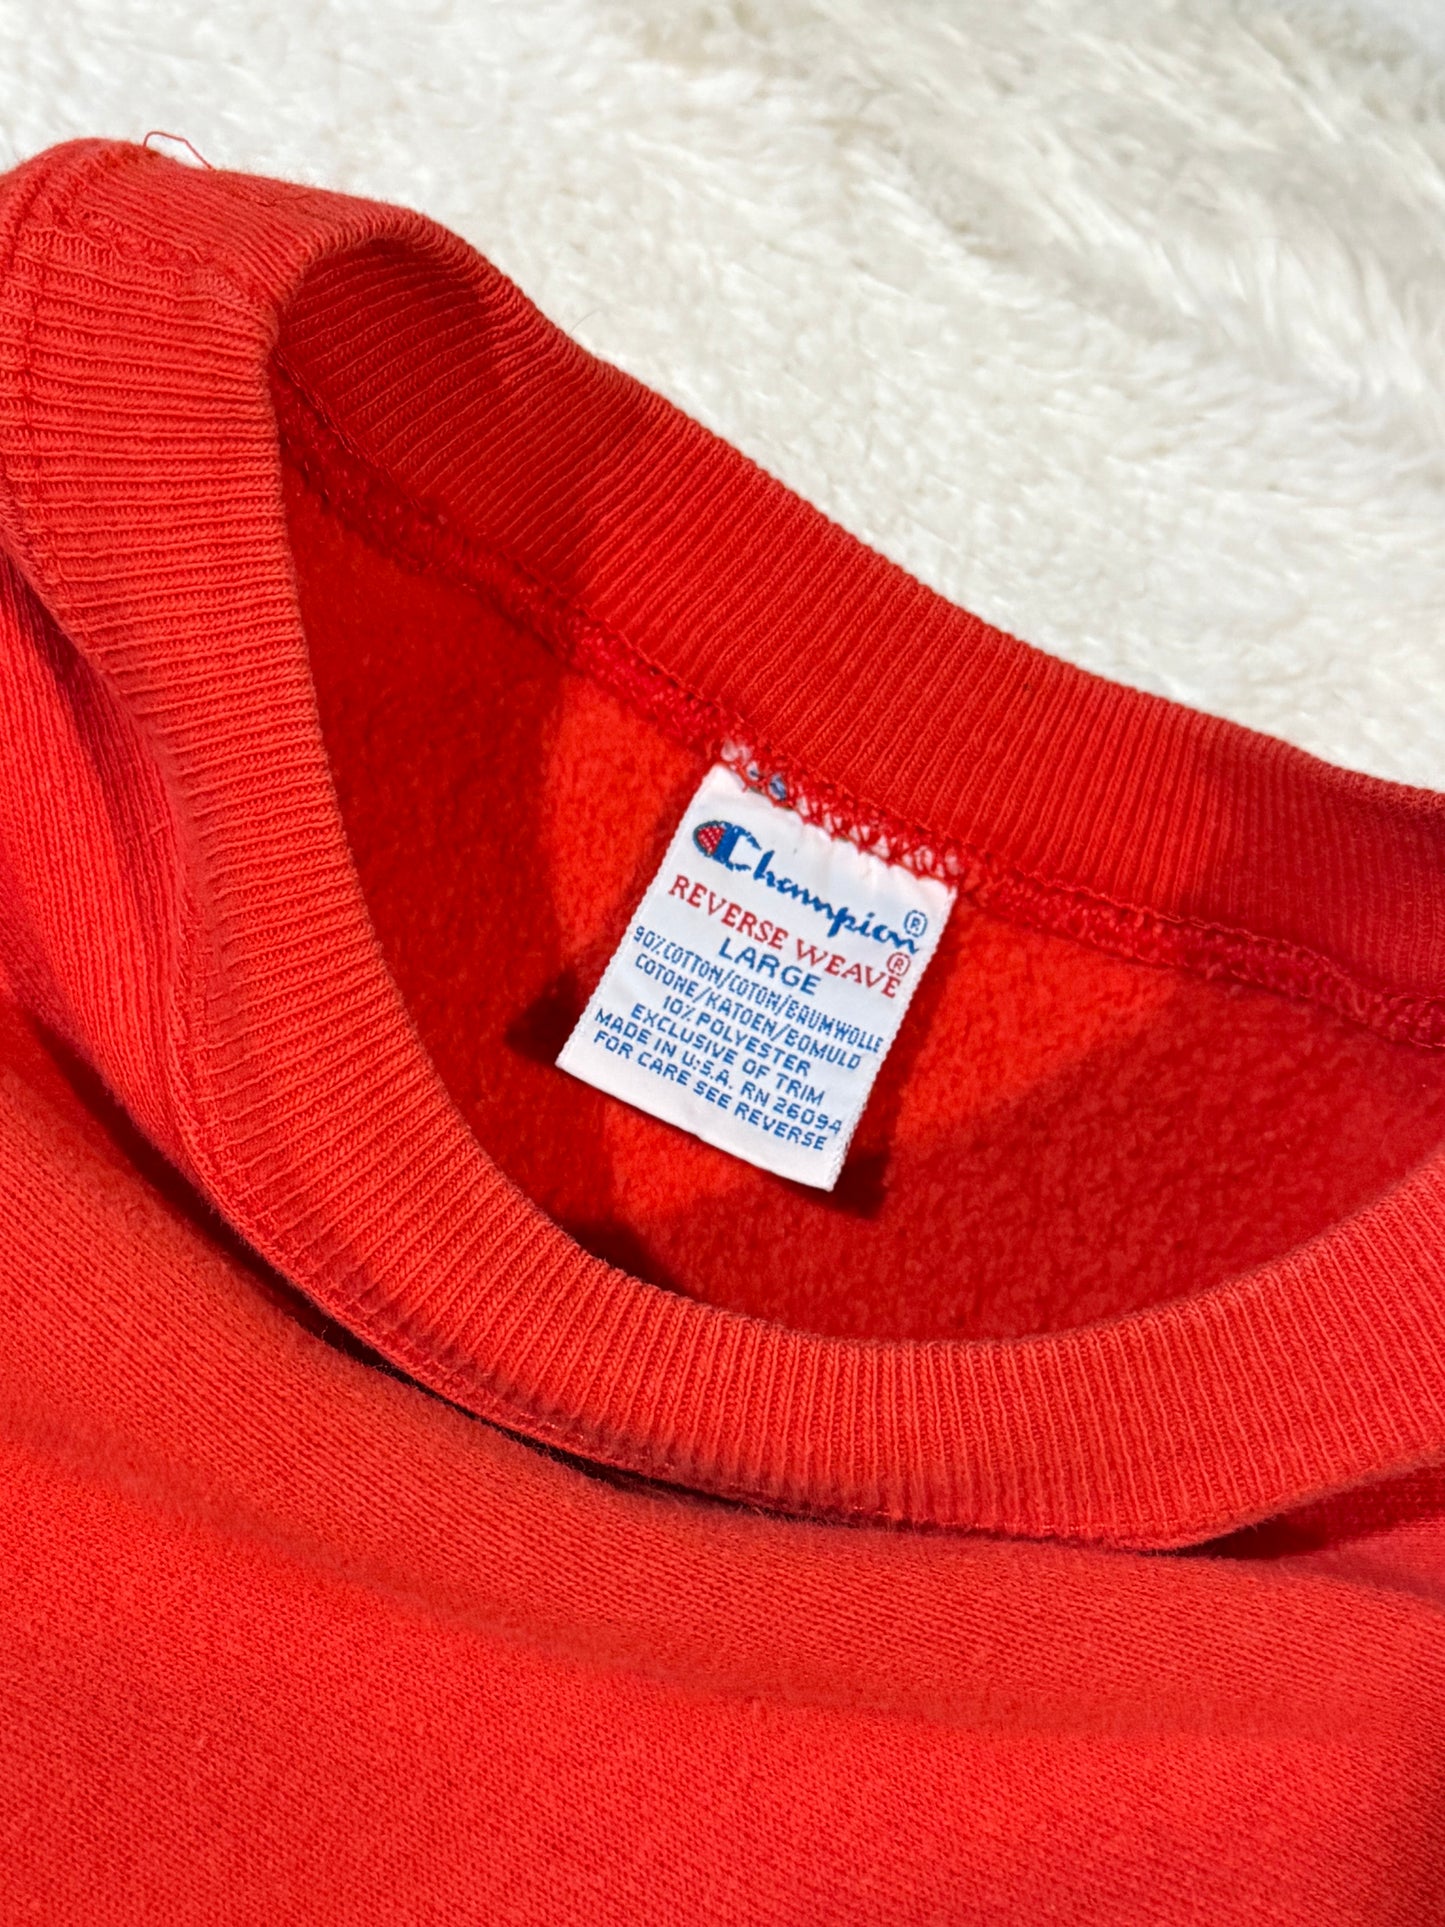 Champion®
REVERSE WEAVE®
LARGE
90% COTTON/COTON/BAUMWOLLE
COTONE/KATOEN/BOMULD
10% POLYESTER
EXCLUSIVE OF TRIM
MADE IN U.S.A. RN 26094
FOR CARE SEE REVERSE